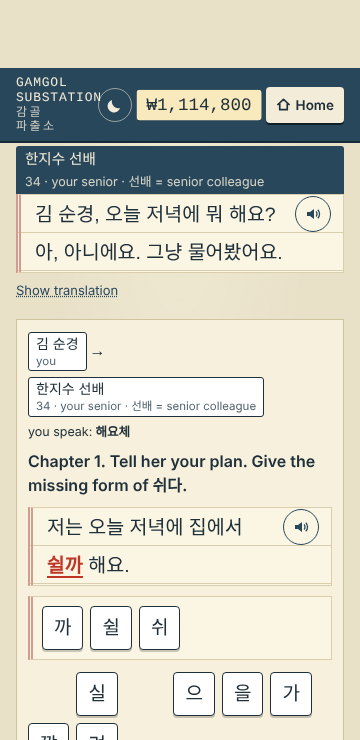 GAMGOL
SUBSTATION
감골
파출소
₩1,114,800
Home
한지수 선배
34 · your senior · 선배 = senior colleague
김 순경, 오늘 저녁에 뭐 해요?
아, 아니에요. 그냥 물어봤어요.
Show translation
김 순경
you
→
한지수 선배
34 · your senior · 선배 = senior colleague
you speak: 해요체
Chapter 1. Tell her your plan. Give the
missing form of 쉬다.
저는 오늘 저녁에 집에서
쉴까 해요.
까 쉴 쉬
실 으 을 가